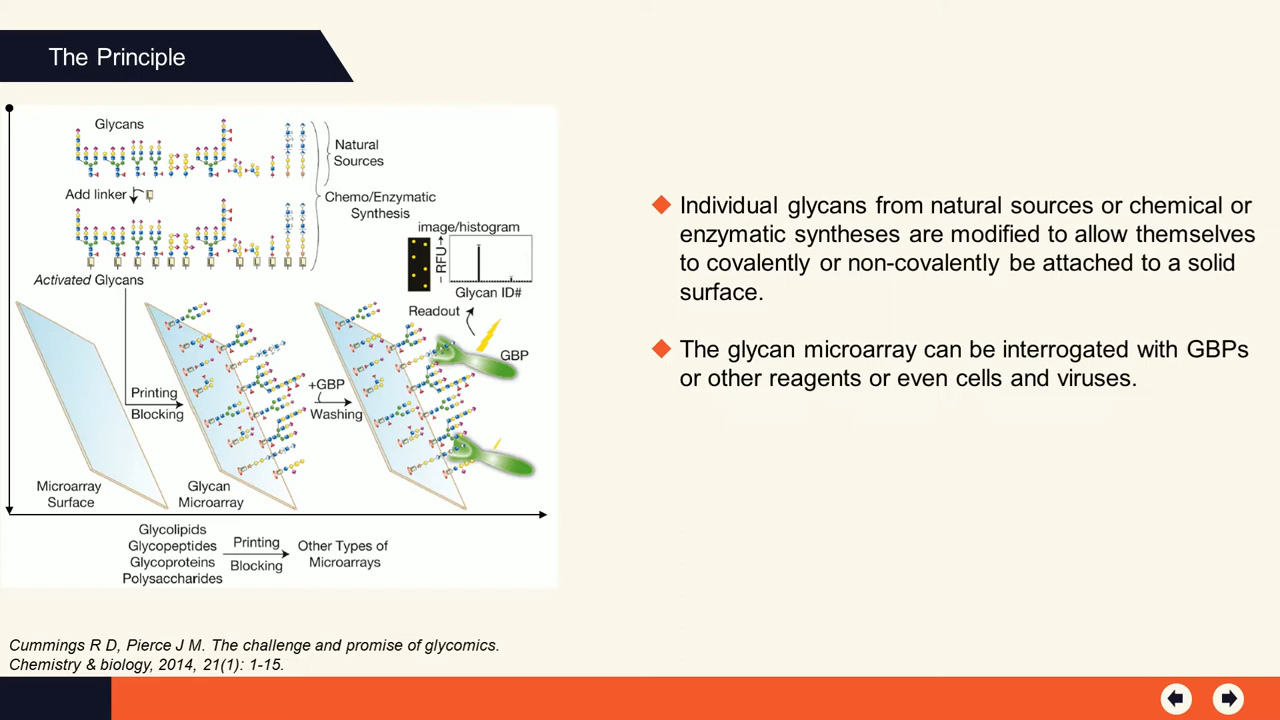 The Principle
Glycans
Natural
Sources
Add linker
Chemo/Enzymatic
Synthesis
image/histogram
RFU
Glycan ID#
Activated Glycans
Readout
GBP
Printing
Blocking
+GBP
Washing
Microarray
Surface
Glycan
Microarray
Glycolipids
Glycopeptides
Glycoproteins
Polysaccharides
Printing
Blocking
Other Types of
Microarrays
Individual glycans from natural sources or chemical or
enzymatic syntheses are modified to allow themselves
to covalently or non-covalently be attached to a solid
surface.
The glycan microarray can be interrogated with GBPs
or other reagents or even cells and viruses.
Cummings R D, Pierce J M. The challenge and promise of glycomics.
Chemistry & biology, 2014, 21(1): 1-15.